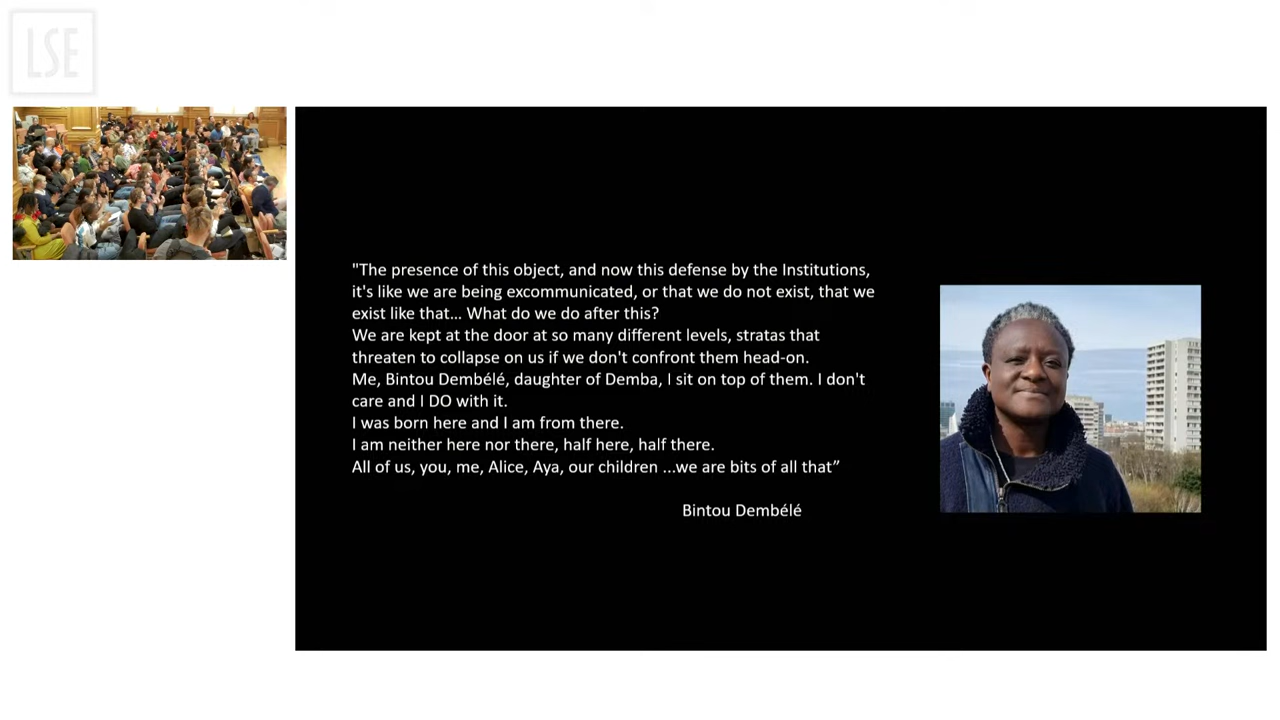 LSE
"The presence of this object, and now this defense by the Institutions,
it's like we are being excommunicated, or that we do not exist, that we
exist like that... What do we do after this?
We are kept at the door at so many different levels, stratas that
threaten to collapse on us if we don't confront them head-on.
Me, Bintou Dembélé, daughter of Demba, I sit on top of them. I don't
care and I DO with it.
I was born here and I am from there.
I am neither here nor there, half here, half there.
All of us, you, me, Alice, Aya, our children ...we are bits of all that”
Bintou Dembélé